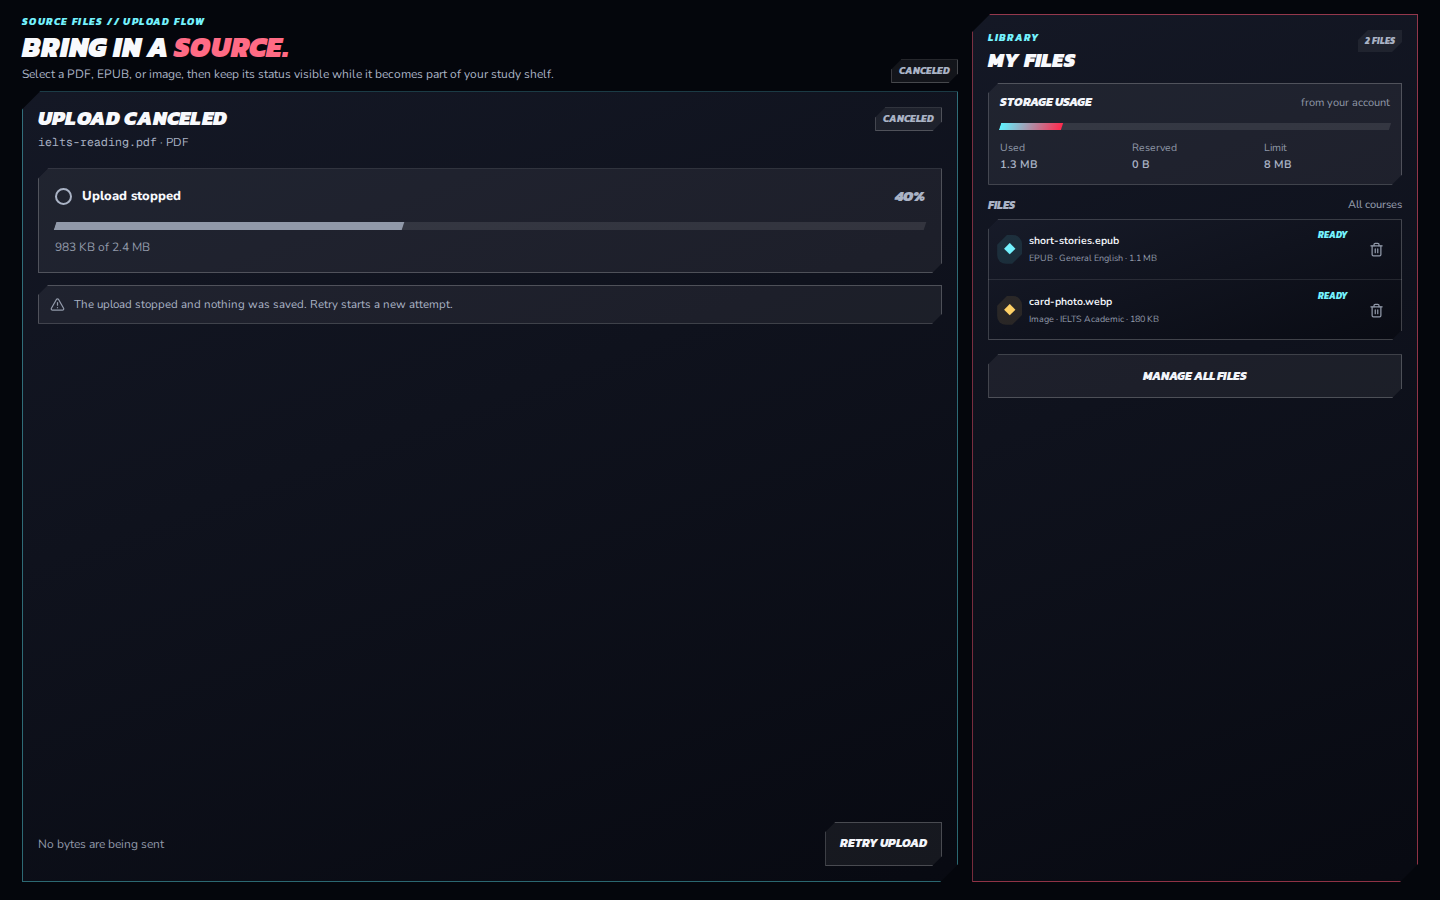 SOURCE FILES // UPLOAD FLOW
BRING IN A SOURCE.
Select a PDF, EPUB, or image, then keep its status visible while it becomes part of your study shelf.
CANCELED
UPLOAD CANCELED
CANCELED
ielts-reading.pdf · PDF
Upload stopped
40%
983 KB of 2.4 MB
The upload stopped and nothing was saved. Retry starts a new attempt.
No bytes are being sent
RETRY UPLOAD
LIBRARY
2 FILES
MY FILES
STORAGE USAGE
from your account
Used
Reserved
Limit
1.3 MB
0 B
8 MB
FILES
All courses
short-stories.epub
READY
EPUB · General English · 1.1 MB
card-photo.webp
READY
Image · IELTS Academic · 180 KB
MANAGE ALL FILES